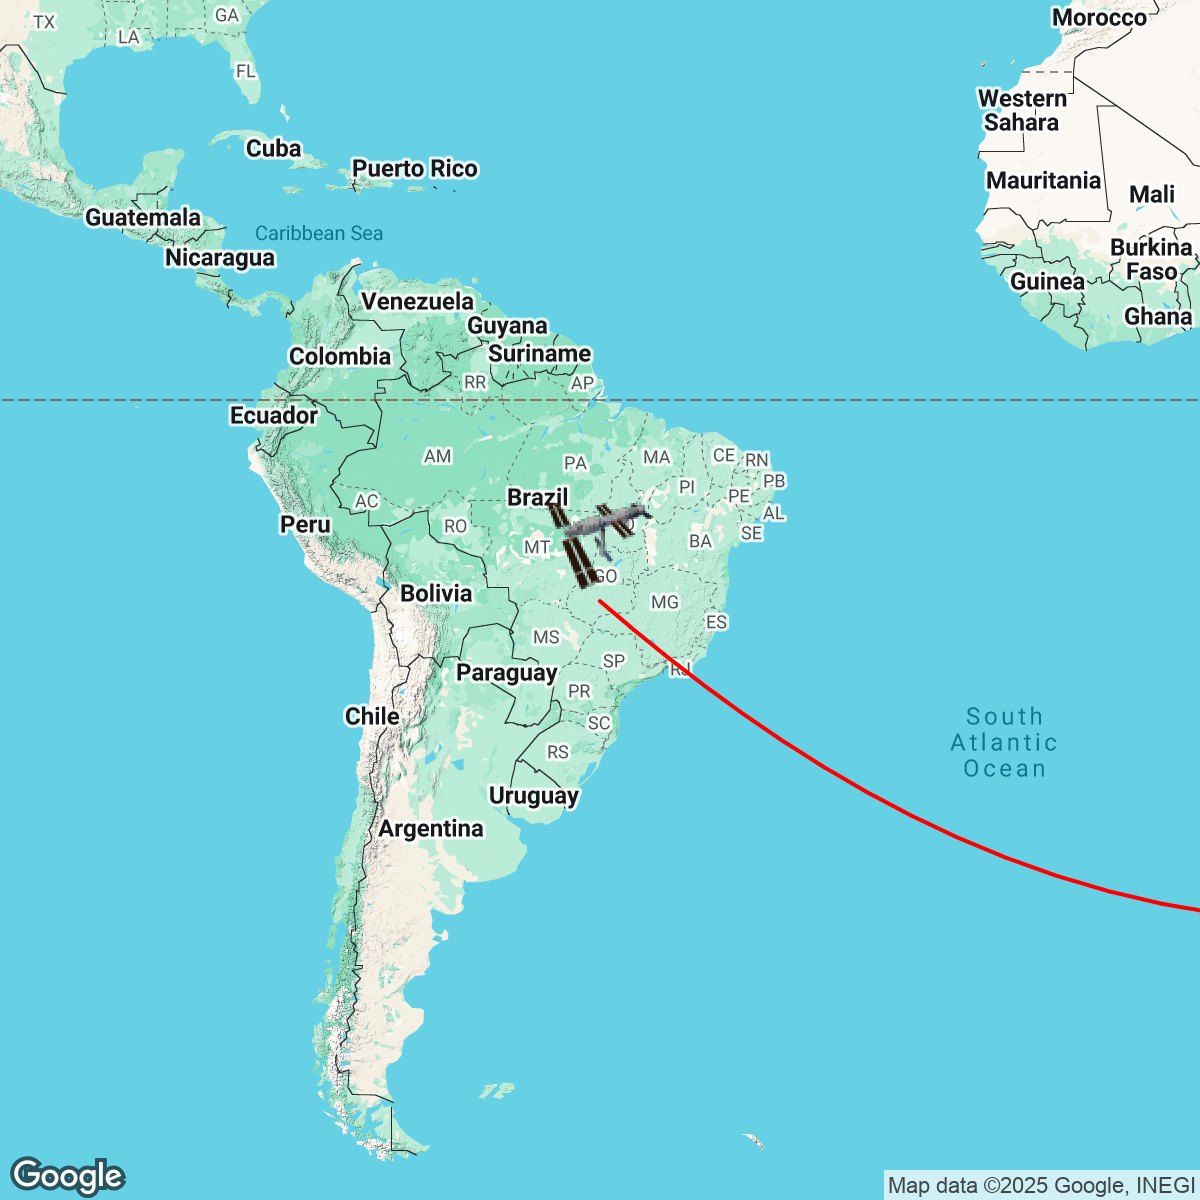 TX
GA
LA
FL
Morocco
Western
Sahara
Cuba
Puerto Rico
Mauritania
Mali
Guatemala
Caribbean Sea
Nicaragua
Burkina
Faso
Guinea
Ghana
Venezuela
Guyana
Suriname
Colombia
RR
AP
Ecuador
AM
PA
MA
CE
RN
PI
PB
PE
AC
Brazil
AL
Peru
RO
SE
MT
BA
GO
Bolivia
MG
ES
MS
SP
RJ
Paraguay
PR
Chile
SC
South
Atlantic
Ocean
RS
Uruguay
Argentina
Google
Map data ©2025 Google, INEGI